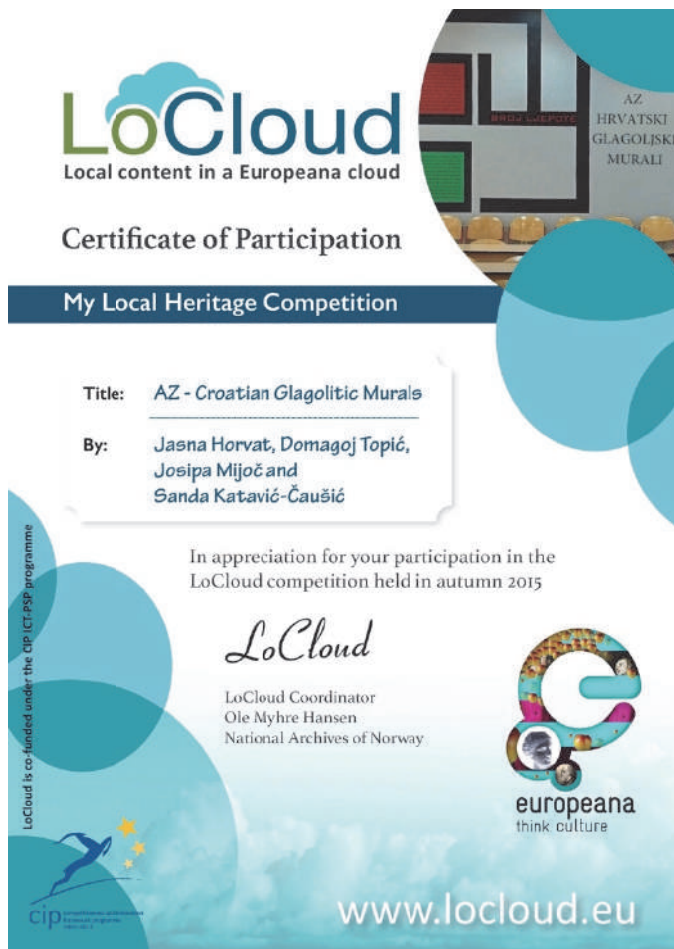 LoCloud
Local content in a Europeana cloud
BROJ LJEPOTE
AZ
HRVATSKI
GLAGOLJSKI
MURALI
Certificate of Participation
My Local Heritage Competition
Title: AZ - Croatian Glagolitic Murals
By: Jasna Horvat, Domagoj Topić,
Josipa Mijoč and
Sanda Katavić-Čaušić
In appreciation for your participation in the
LoCloud competition held in autumn 2015
LoCloud
LoCloud Coordinator
Ole Myhre Hansen
National Archives of Norway
LoCloud is co-funded under the CIP ICT-PSP programme
europeana
think culture
cip
www.locloud.eu